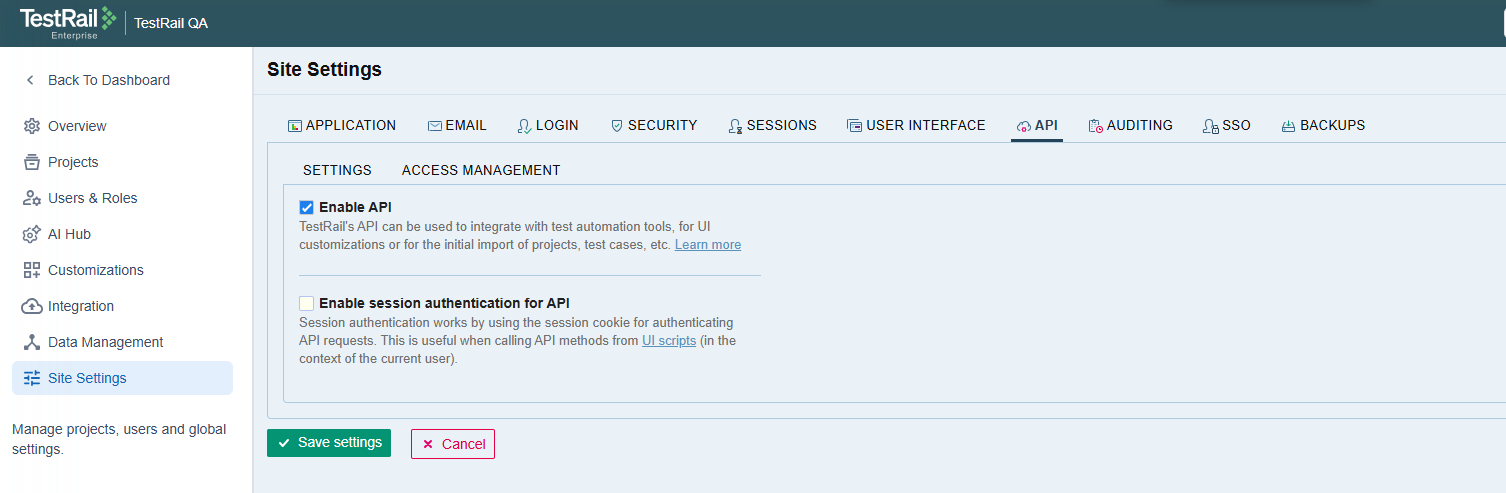 TestRail
Enterprise
TestRail QA
Back To Dashboard
Overview
Projects
Users & Roles
AI Hub
Customizations
Integration
Data Management
Site Settings
Manage projects, users and global
settings.
Site Settings
APPLICATION EMAIL LOGIN SECURITY SESSIONS USER INTERFACE API AUDITING SSO BACKUPS
SETTINGS ACCESS MANAGEMENT
Enable API
TestRail's API can be used to integrate with test automation tools, for UI
customizations or for the initial import of projects, test cases, etc. Learn more
Enable session authentication for API
Session authentication works by using the session cookie for authenticating
API requests. This is useful when calling API methods from UI scripts (in the
context of the current user).
Save settings Cancel